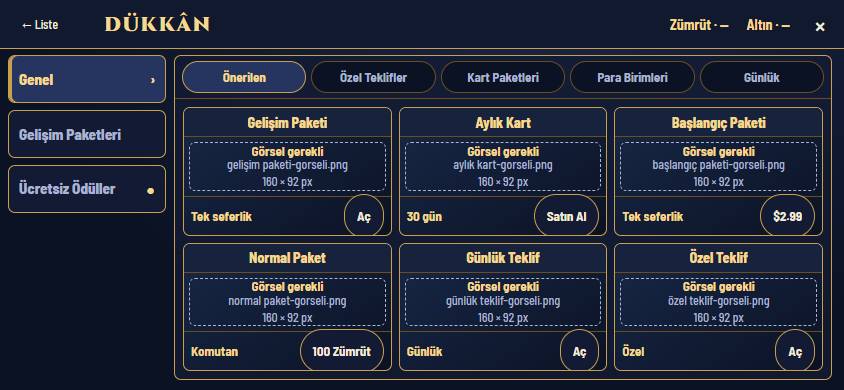 ← Liste
DÜKKÂN
Zümrüt · —
Altın · —
×
Genel ›
Gelişim Paketleri
Ücretsiz Ödüller
Önerilen
Özel Teklifler
Kart Paketleri
Para Birimleri
Günlük
Gelişim Paketi
Görsel gerekli
gelişim paketi-gorseli.png
160 × 92 px
Tek seferlik
Aç
Aylık Kart
Görsel gerekli
aylık kart-gorseli.png
160 × 92 px
30 gün
Satın Al
Başlangıç Paketi
Görsel gerekli
başlangıç paketi-gorseli.png
160 × 92 px
Tek seferlik
$2.99
Normal Paket
Görsel gerekli
normal paket-gorseli.png
160 × 92 px
Komutan
100 Zümrüt
Günlük Teklif
Görsel gerekli
günlük teklif-gorseli.png
160 × 92 px
Günlük
Aç
Özel Teklif
Görsel gerekli
özel teklif-gorseli.png
160 × 92 px
Özel
Aç